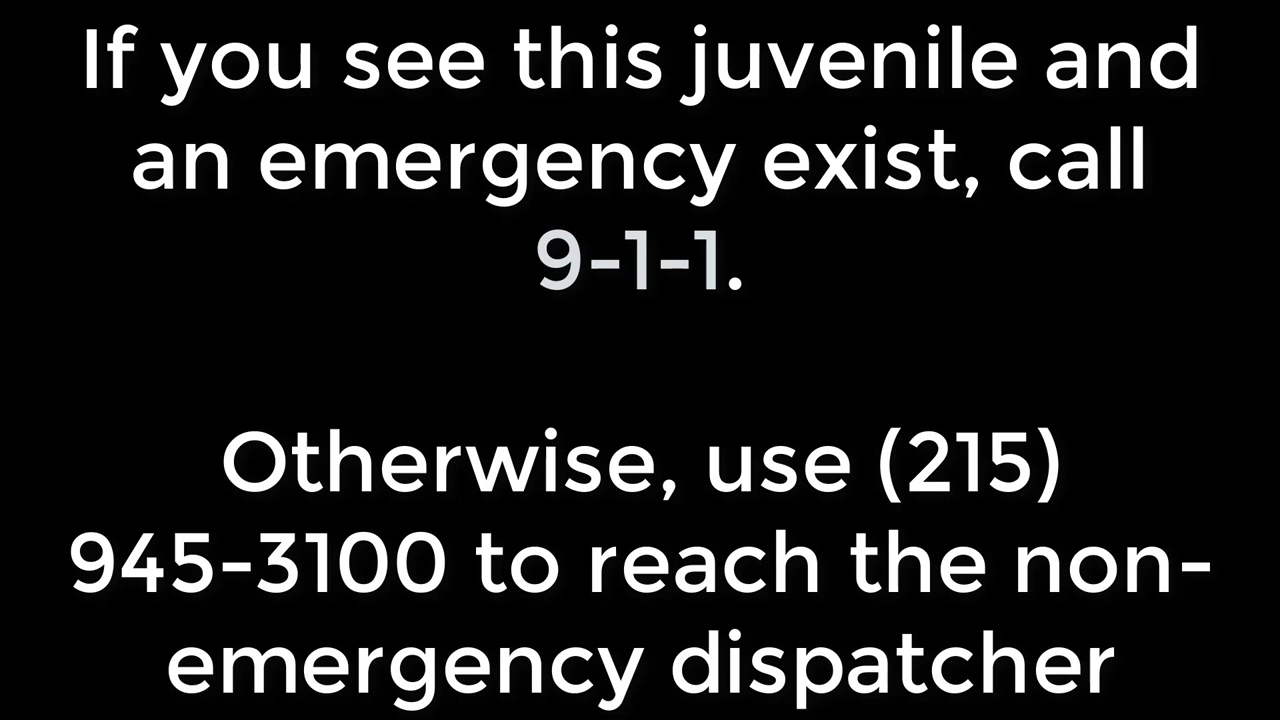 If you see this juvenile and
an emergency exist, call
9-1-1.
Otherwise, use (215)
945-3100 to reach the non-
emergency dispatcher